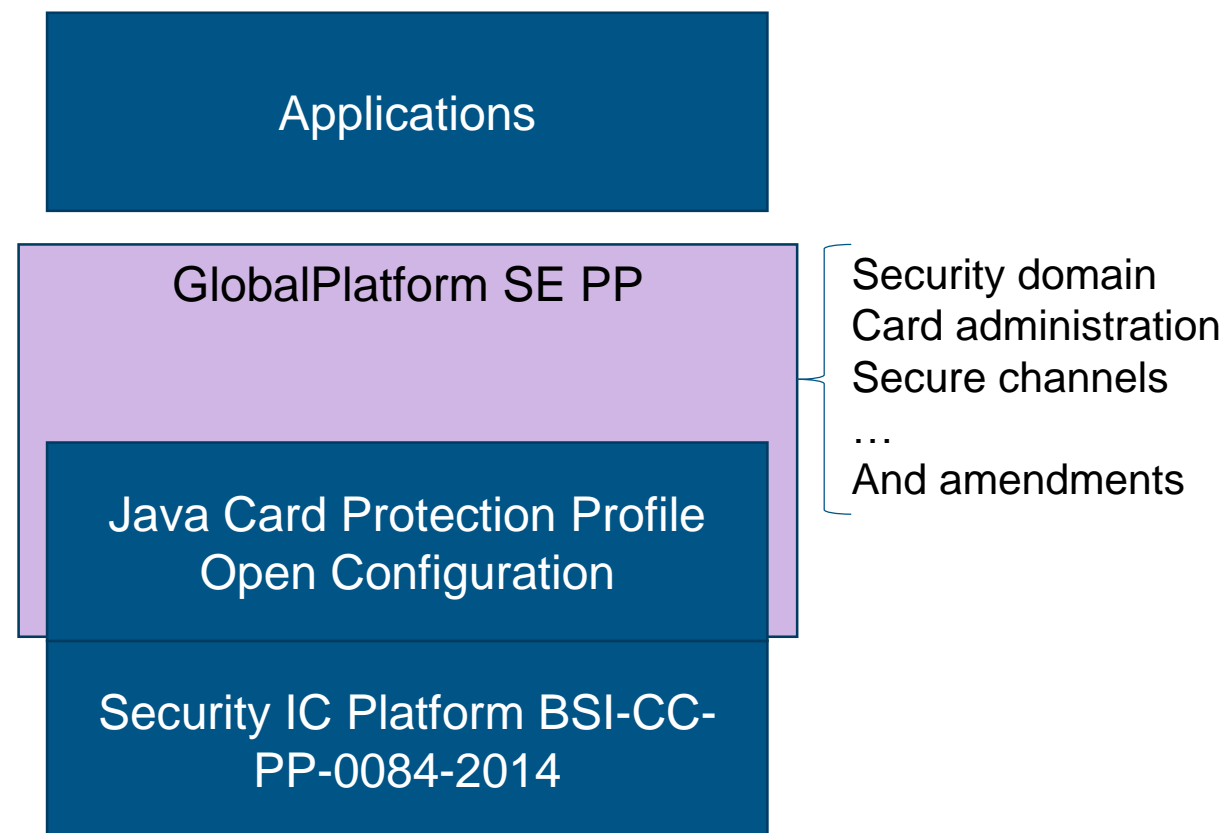 Applications
GlobalPlatform SE PP
Security domain
Card administration
Secure channels
…
And amendments
Java Card Protection Profile
Open Configuration
Security IC Platform BSI-CC-
PP-0084-2014